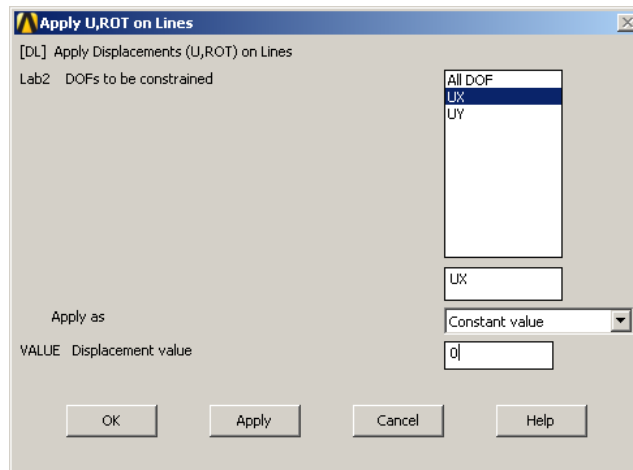 Apply U,ROT on Lines
[DL] Apply Displacements (U,ROT) on Lines
Lab2 DOFs to be constrained
All DOF
UX
UY
UX
Apply as
Constant value
VALUE Displacement value
0
OK Apply Cancel Help